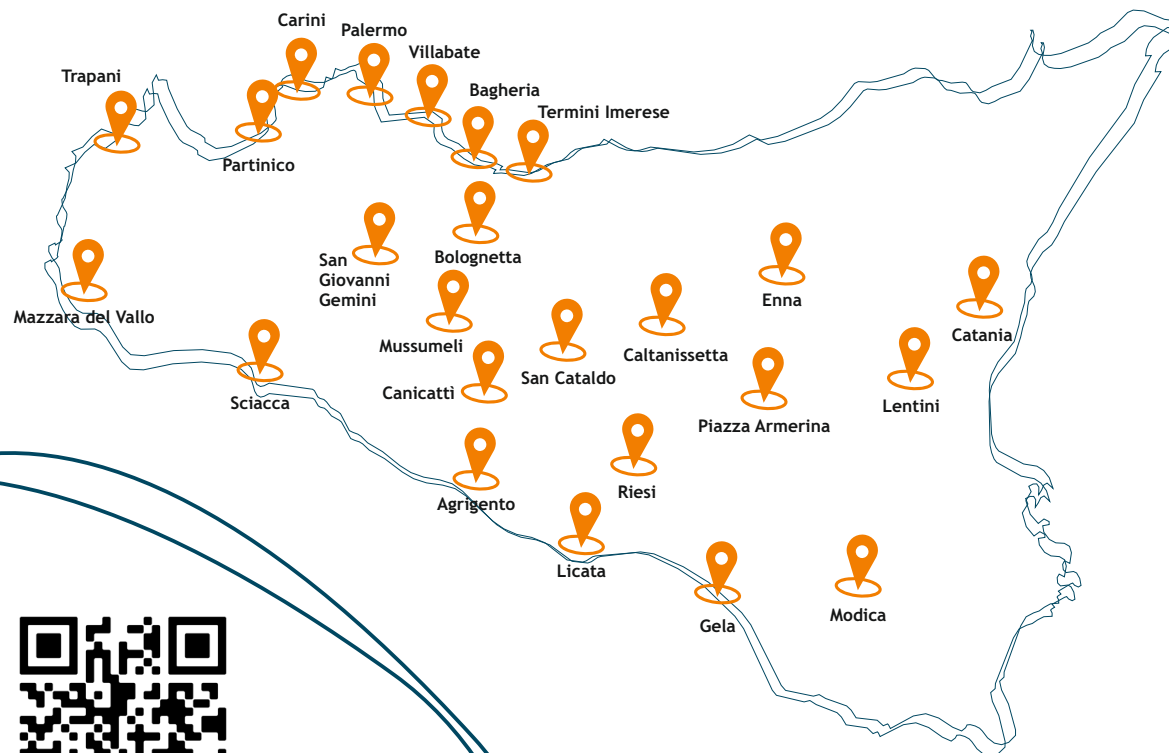 Carini
Palermo
Villabate
Trapani
Bagheria
Termini Imerese
Partinico
San
Giovanni
Gemini
Bolognetta
Enna
Mazzara del Vallo
Catania
Mussumeli
Caltanissetta
San Cataldo
Canicattì
Sciacca
Lentini
Piazza Armerina
Riesi
Agrigento
Licata
Modica
Gela